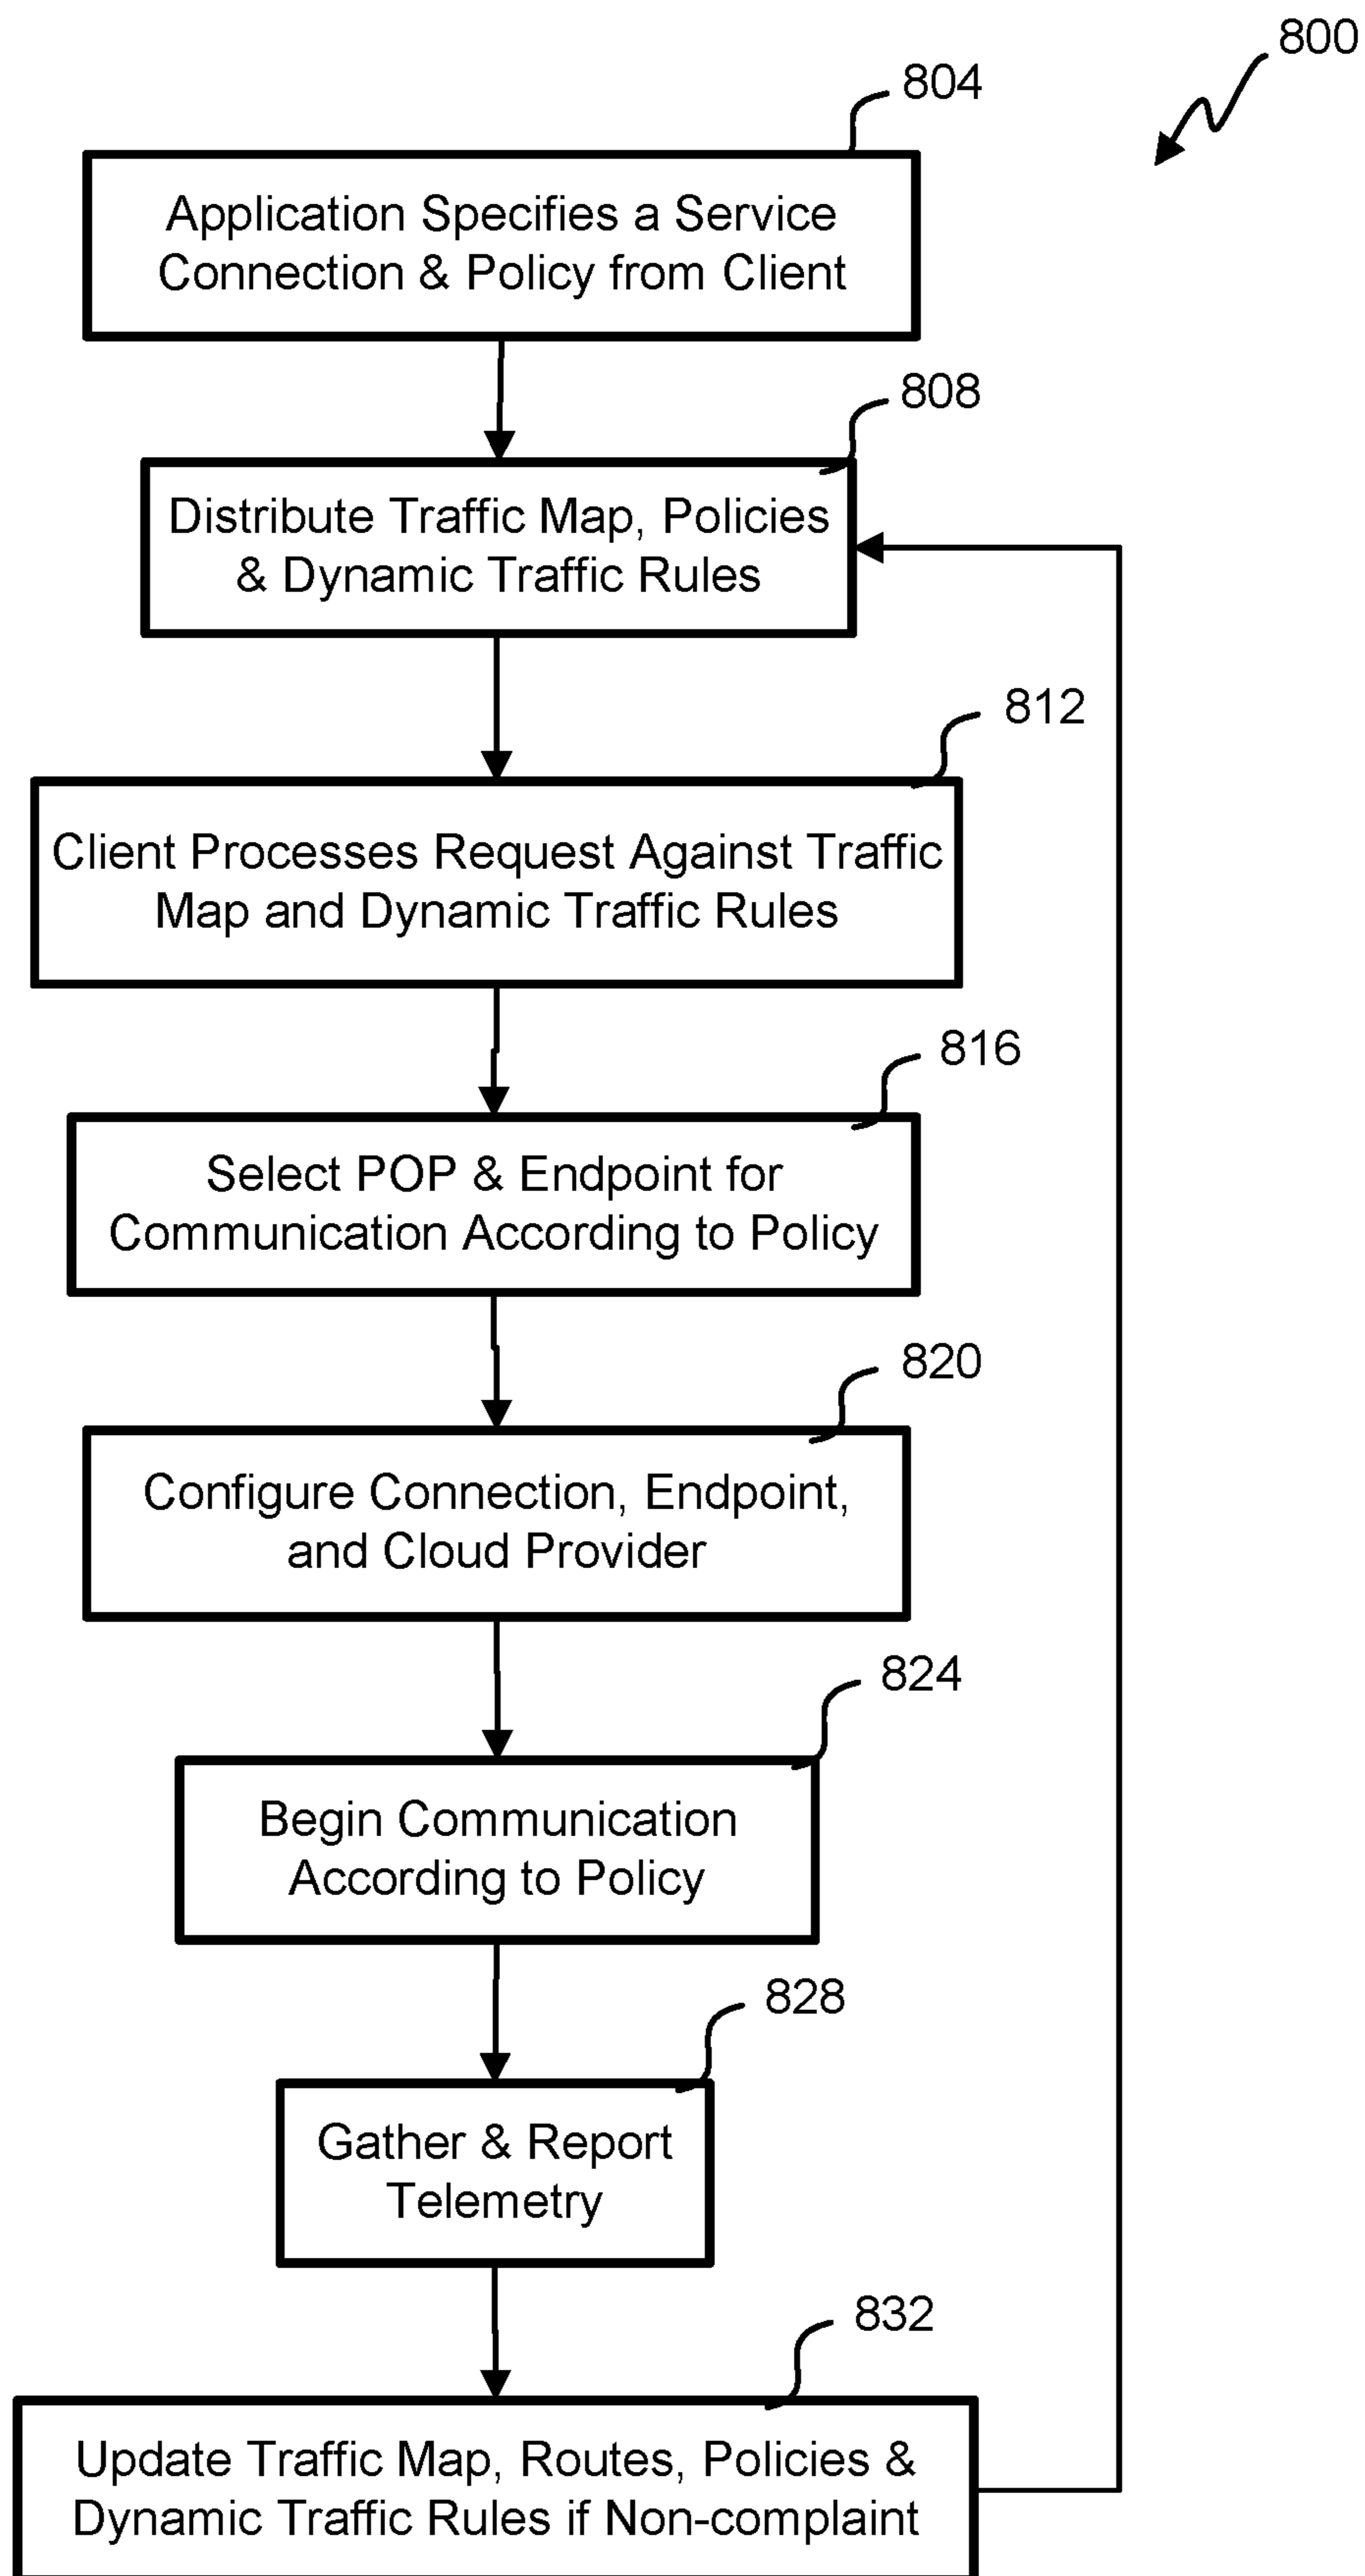 800
804
Application Specifies a Service
Connection & Policy from Client
808
Distribute Traffic Map, Policies
& Dynamic Traffic Rules
812
Client Processes Request Against Traffic
Map and Dynamic Traffic Rules
816
Select POP & Endpoint for
Communication According to Policy
820
Configure Connection, Endpoint,
and Cloud Provider
824
Begin Communication
According to Policy
828
Gather & Report
Telemetry
832
Update Traffic Map, Routes, Policies &
Dynamic Traffic Rules if Non-complaint